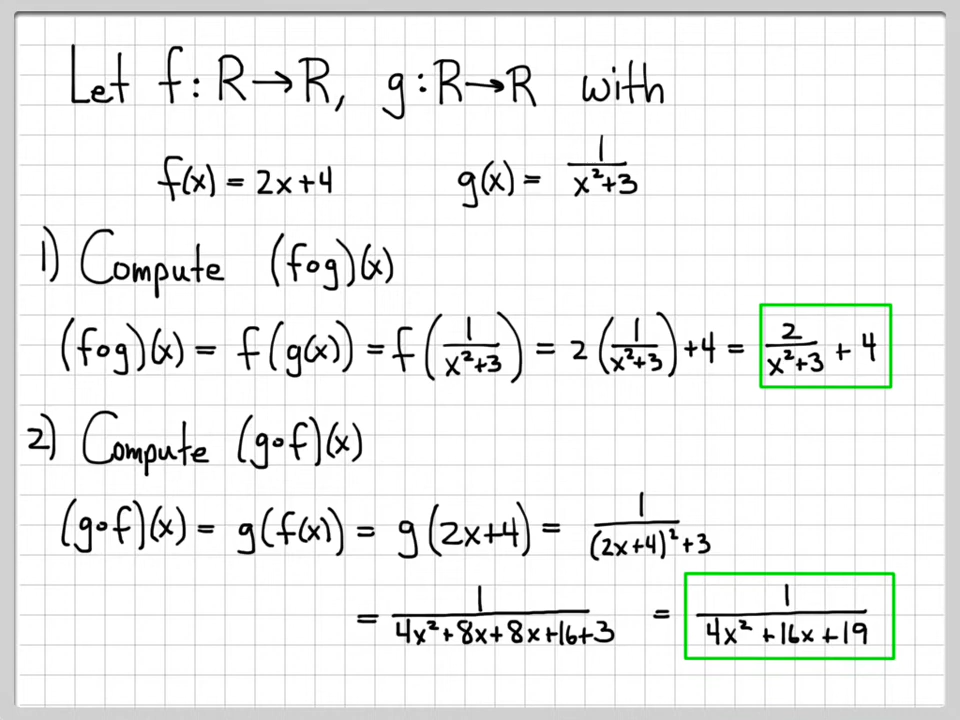 Let f: R→R, g: R→R with
f(x) = 2x+4 g(x) = 1/(x²+3)
1) Compute (f∘g)(x)
(f∘g)(x) = f(g(x)) = f(1/(x²+3)) = 2(1/(x²+3)) + 4 = 2/(x²+3) + 4
2) Compute (g∘f)(x)
(g∘f)(x) = g(f(x)) = g(2x+4) = 1/((2x+4)²+3)
= 1/(4x²+8x+8x+16+3) = 1/(4x²+16x+19)